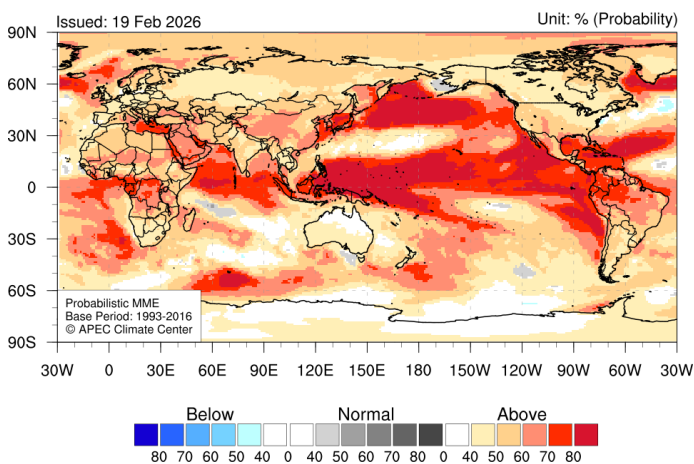 Issued: 19 Feb 2026 Unit: % (Probability)
90N
60N
30N
0
30S
60S
90S
Probabilistic MME
Base Period: 1993-2016
© APEC Climate Center
30W 0 30E 60E 90E 120E 150E 180 150W 120W 90W 60W 30W
Below Normal Above
80 70 60 50 40 0 40 50 60 70 80 0 40 50 60 70 80